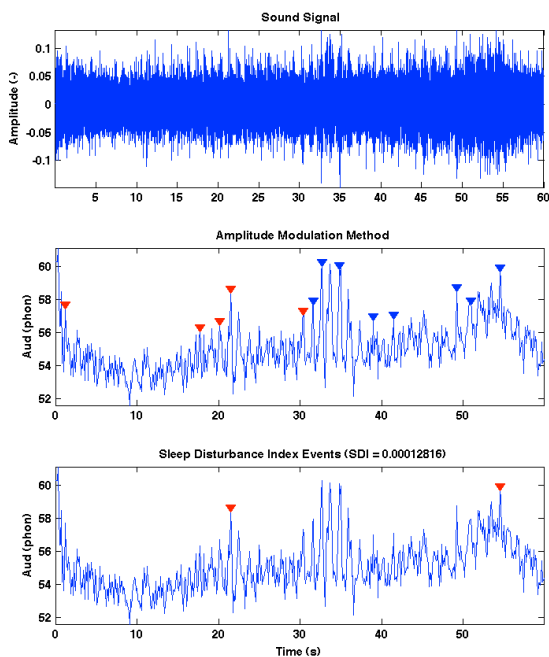 Sound Signal
Amplitude (-)
0.1
0.05
0
-0.05
-0.1
5 10 15 20 25 30 35 40 45 50 55 60
Amplitude Modulation Method
Aud (phon)
60
58
56
54
52
0 10 20 30 40 50
Sleep Disturbance Index Events (SDI = 0.00012816)
Aud (phon)
60
58
56
54
52
0 10 20 30 40 50
Time (s)